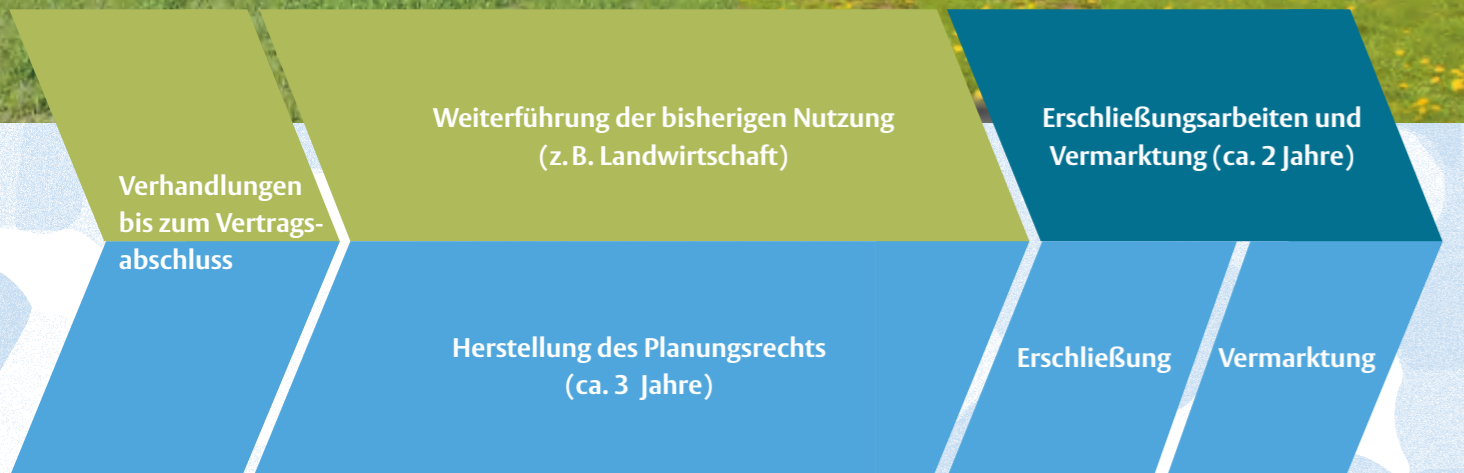 Verhandlungen
bis zum Vertrags-
abschluss
Weiterführung der bisherigen Nutzung
(z. B. Landwirtschaft)
Erschließungsarbeiten und
Vermarktung (ca. 2 Jahre)
Herstellung des Planungsrechts
(ca. 3 Jahre)
Erschließung
Vermarktung